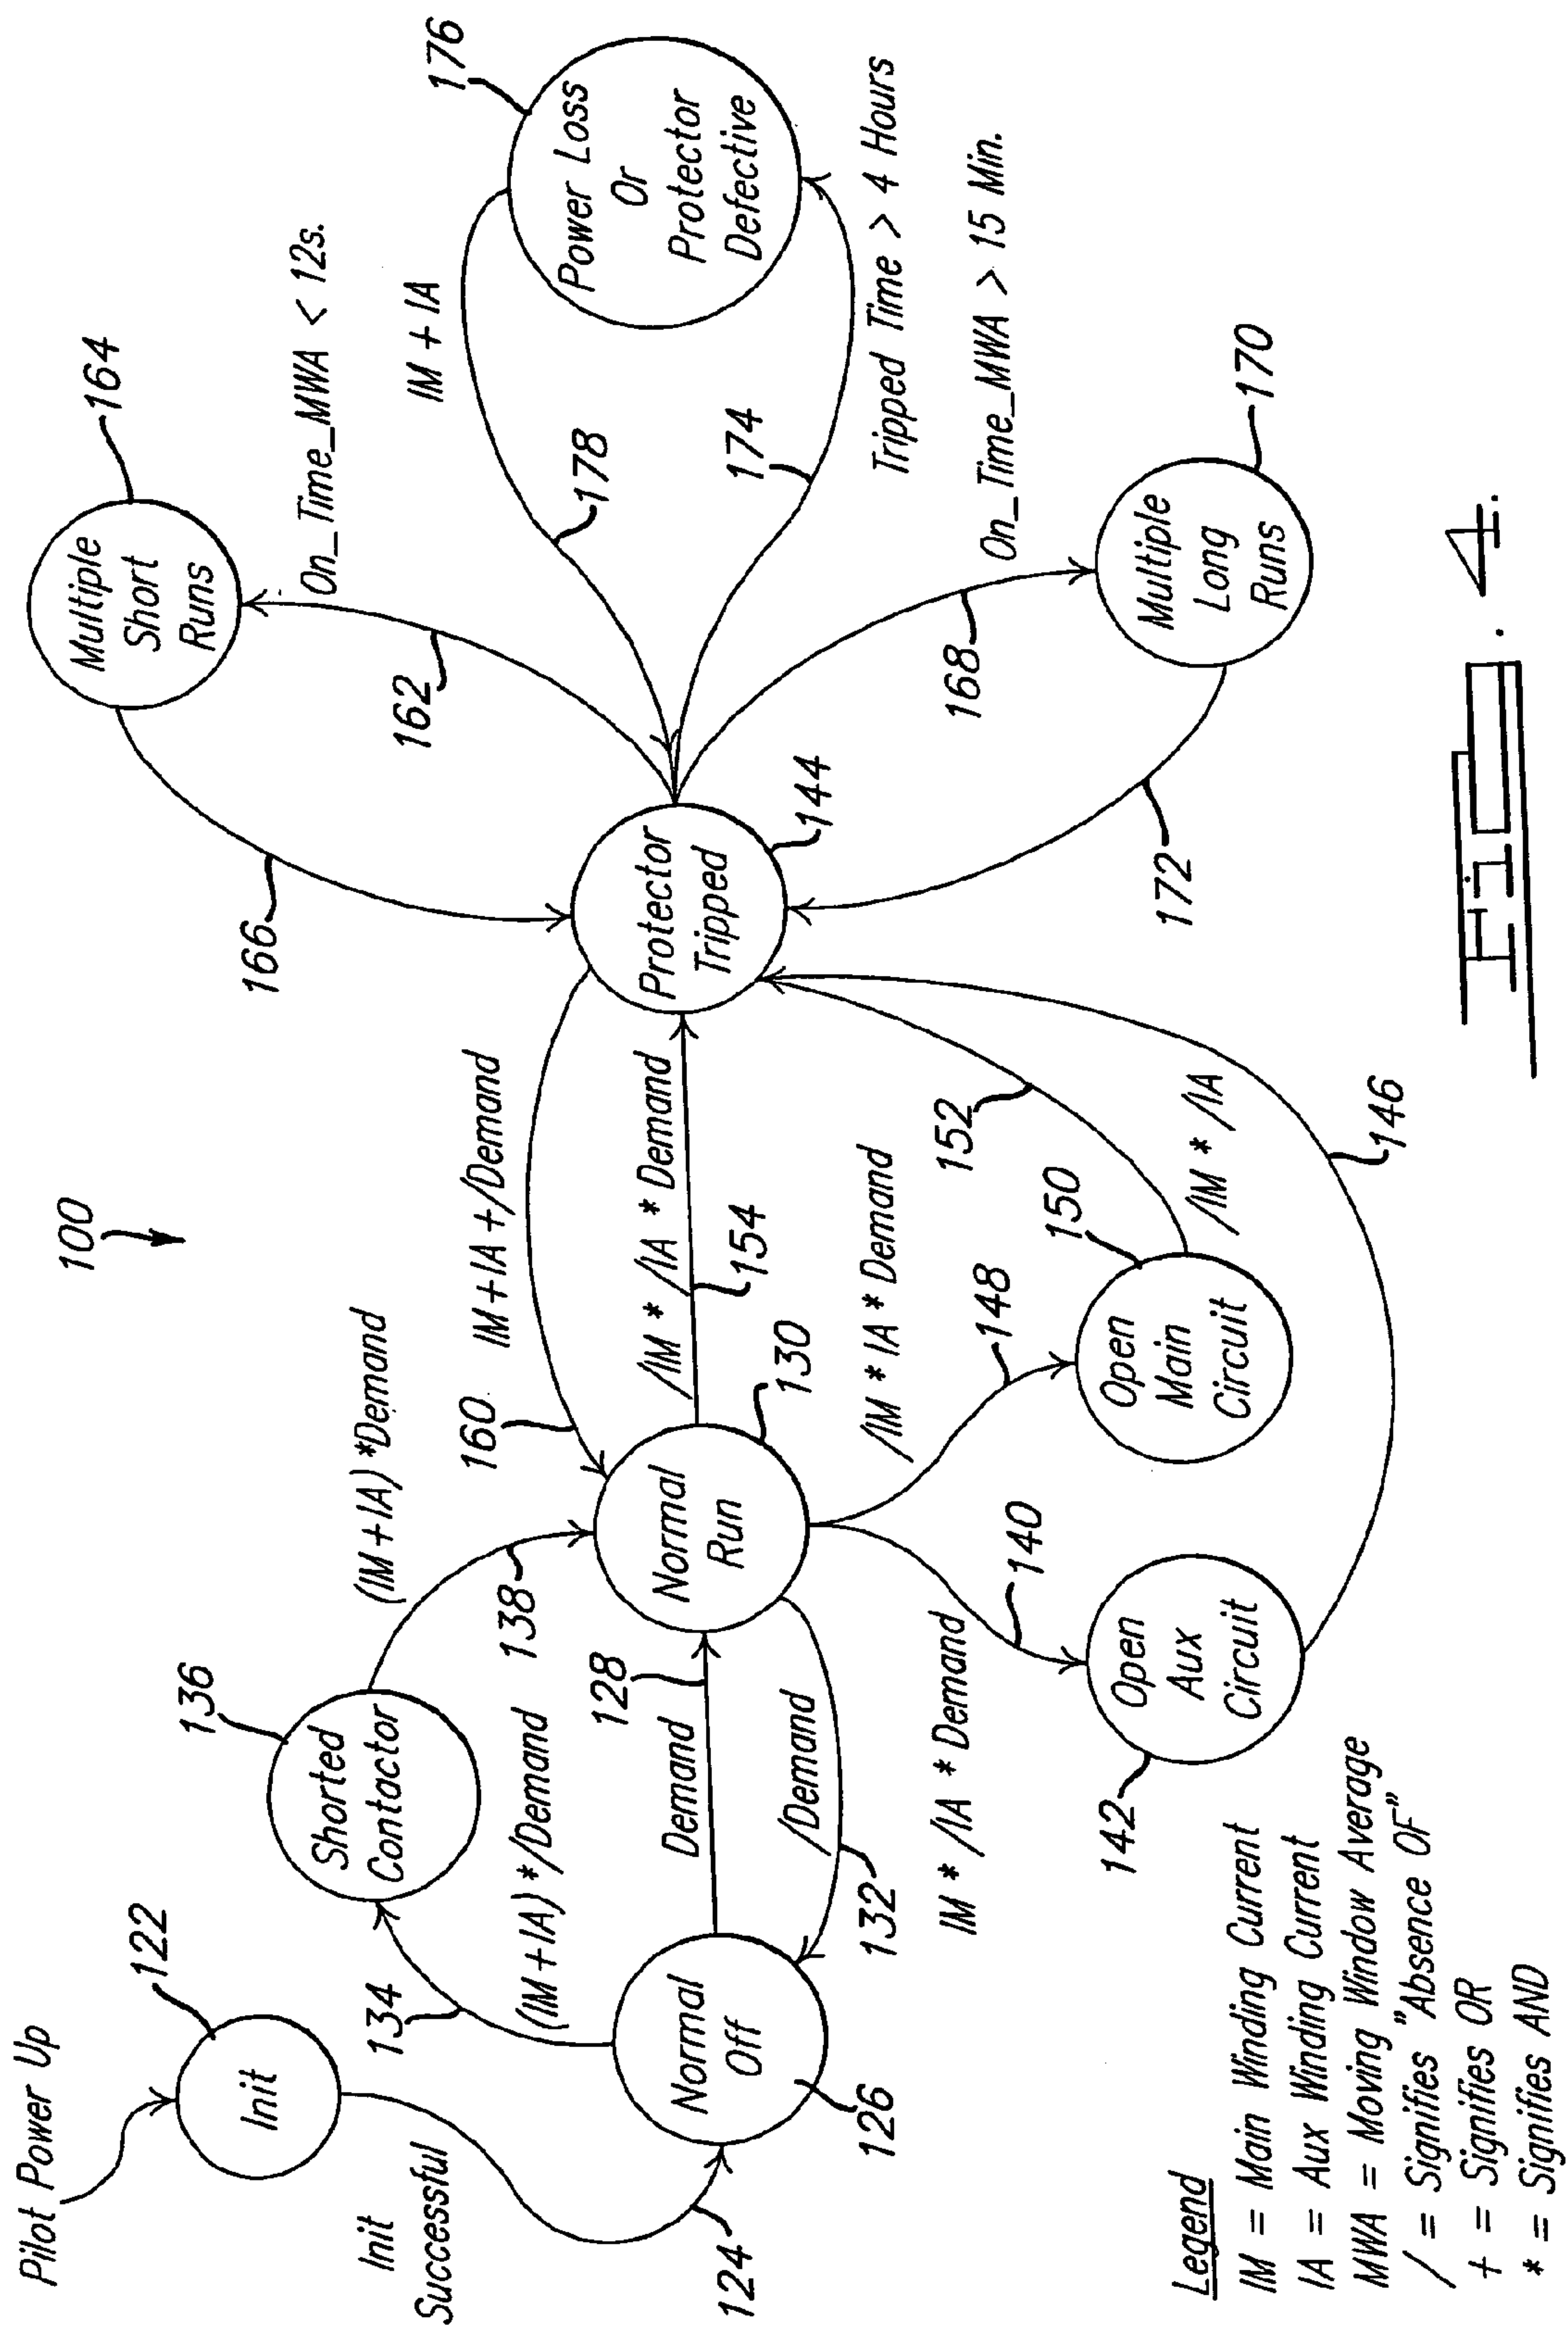 100
Pilot Power Up
122
Init
Init
Successful
124
136
Shorted
Contactor
134
(IM + IA) */Demand
(IM + IA) *Demand
138
Normal
Off
126
Demand
128
/Demand
132
Normal
Run
130
160
IM + IA +/Demand
/IM * /IA * Demand
154
IM * /IA * Demand
140
Open
Aux
Circuit
142
/IM * IA * Demand
148
Open
Main
Circuit
150
152
/IM * /IA
146
Protector
Tripped
144
166
162
Multiple
Short
Runs
164
On_Time_MWA < 12s.
IM + IA
178
174
Power Loss
Or
Protector
Defective
176
Tripped Time > 4 Hours
On_Time_MWA > 15 Min.
168
Multiple
Long
Runs
170
172
Legend
IM = Main Winding Current
IA = Aux Winding Current
MWA = Moving Window Average
/ = Signifies "Absence OF"
+ = Signifies OR
* = Signifies AND
Fig. 4.